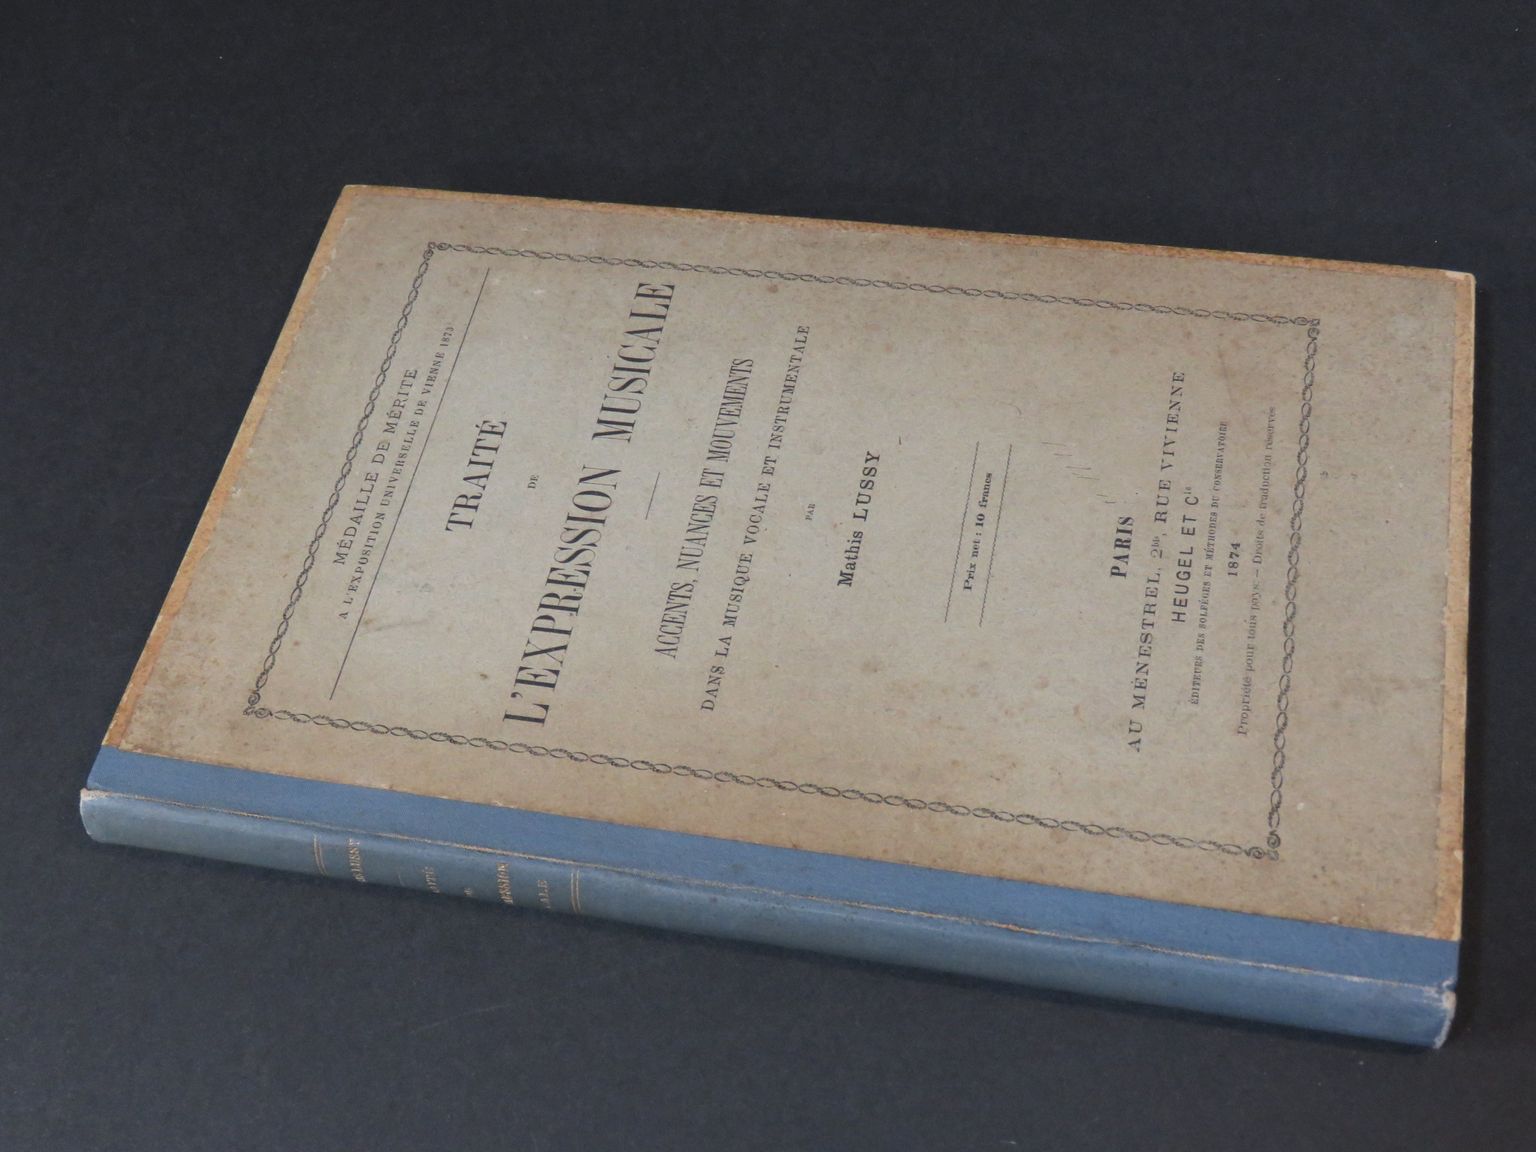 MÉDAILLE DE MÉRITE
A L'EXPOSITION UNIVERSELLE DE VIENNE 1873
TRAITÉ
DE
L'EXPRESSION MUSICALE
ACCENTS, NUANCES ET MOUVEMENTS
DANS LA MUSIQUE VOCALE ET INSTRUMENTALE
PAR
Mathis LUSSY
Prix net : 10 francs
PARIS
AU MÉNESTREL, 2bis, RUE VIVIENNE
HEUGEL ET Cie
ÉDITEURS DES SOLFÈGES ET MÉTHODES DU CONSERVATOIRE
1874
Propriété pour tous pays. — Droits de traduction réservés
LUSSY